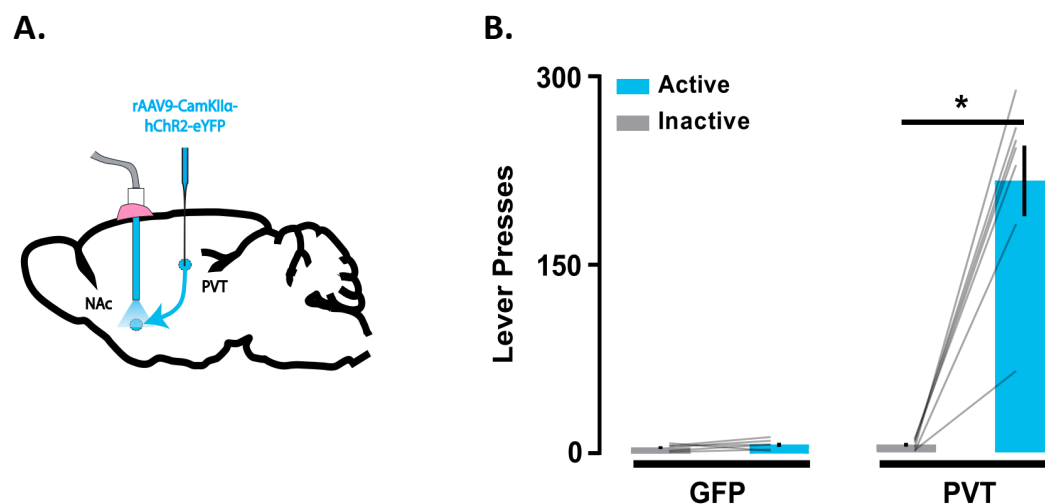 A.
rAAV9-CamKIIα-
hChR2-eYFP
NAc
PVT
B.
Lever Presses
300
150
0
Active
Inactive
*
GFP
PVT